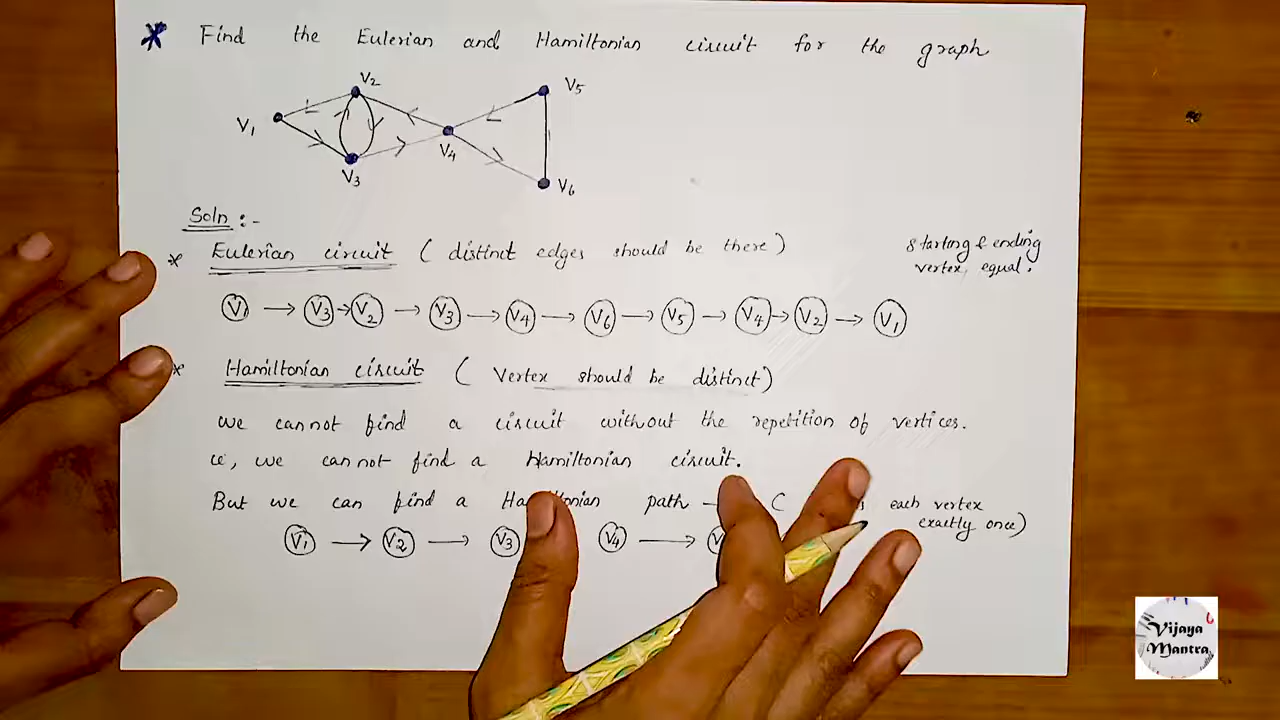 * Find the Eulerian and Hamiltonian circuit for the graph
V2
V5
V1
V4
V3
V6
Soln :-
* Eulerian circuit ( distinct edges should be there )
starting & ending
vertex, equal.
V1 → V3 → V2 → V3 → V4 → V6 → V5 → V4 → V2 → V1
* Hamiltonian circuit ( Vertex should be distinct )
we cannot find a circuit without the repetition of vertices.
ie, we can not find a Hamiltonian circuit.
But we can find a path → ( each vertex
exactly once)
V1 → V2 → V3 V4 →
Vijaya
Mantra